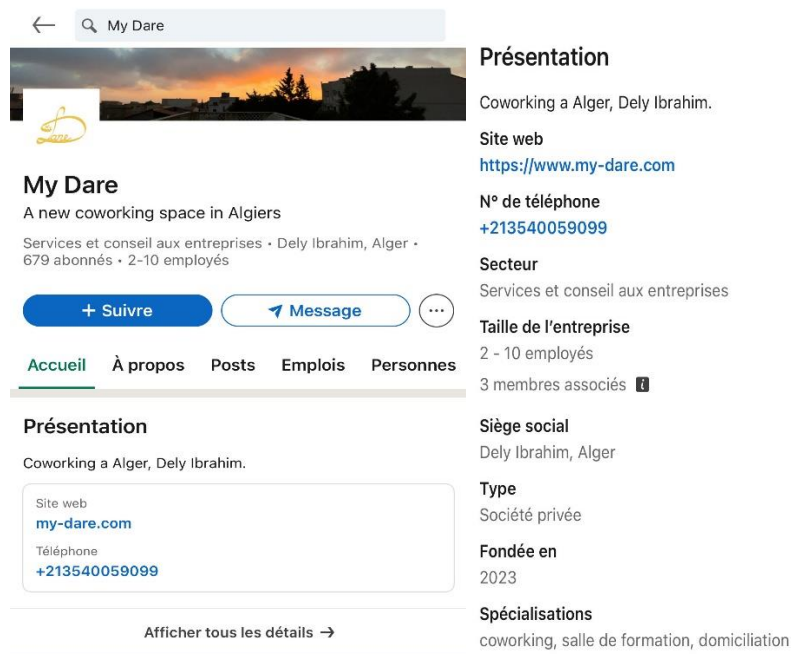 My Dare
Dare
My Dare
A new coworking space in Algiers
Services et conseil aux entreprises • Dely Ibrahim, Alger •
679 abonnés • 2-10 employés
+ Suivre
Message
Accueil
À propos
Posts
Emplois
Personnes
Présentation
Coworking a Alger, Dely Ibrahim.
Site web
my-dare.com
Téléphone
+213540059099
Afficher tous les détails →
Présentation
Coworking a Alger, Dely Ibrahim.
Site web
https://www.my-dare.com
N° de téléphone
+213540059099
Secteur
Services et conseil aux entreprises
Taille de l'entreprise
2 - 10 employés
3 membres associés
Siège social
Dely Ibrahim, Alger
Type
Société privée
Fondée en
2023
Spécialisations
coworking, salle de formation, domiciliation